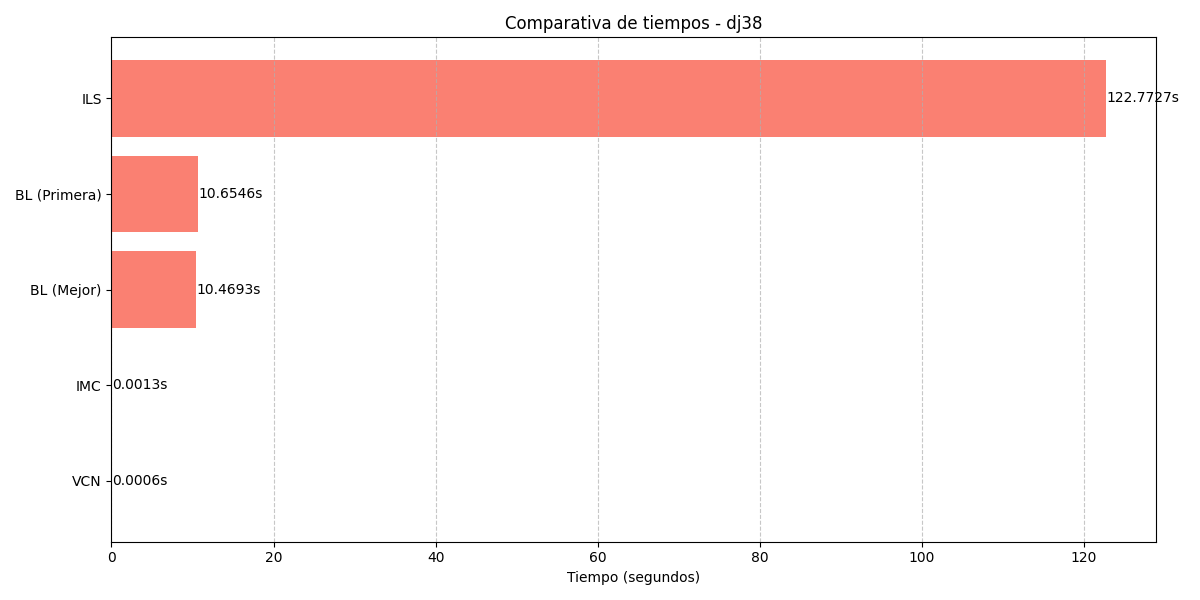 Comparativa de tiempos - dj38
ILS
122.7727s
BL (Primera)
10.6546s
BL (Mejor)
10.4693s
IMC
0.0013s
VCN
0.0006s
0 20 40 60 80 100 120
Tiempo (segundos)